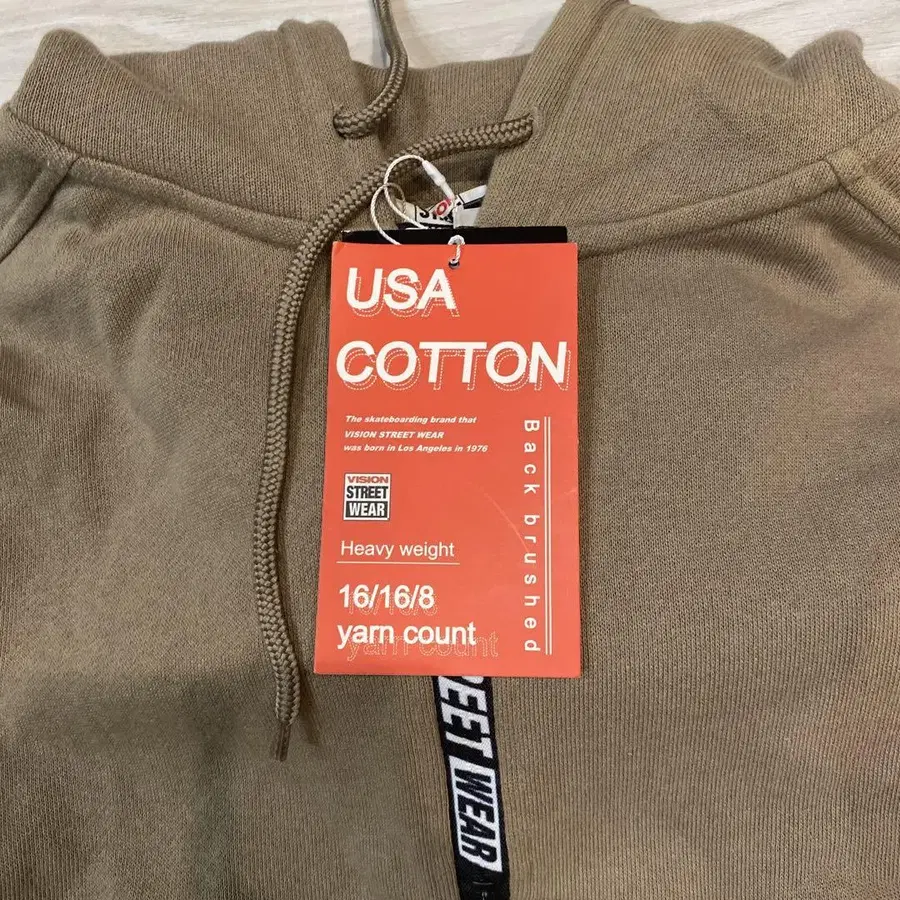 USA
COTTON
The skateboarding brand that
VISION STREET WEAR
was born in Los Angeles in 1976
Back brushed
VISION
STREET
WEAR
Heavy weight
16/16/8
yarn count
REET WEAR